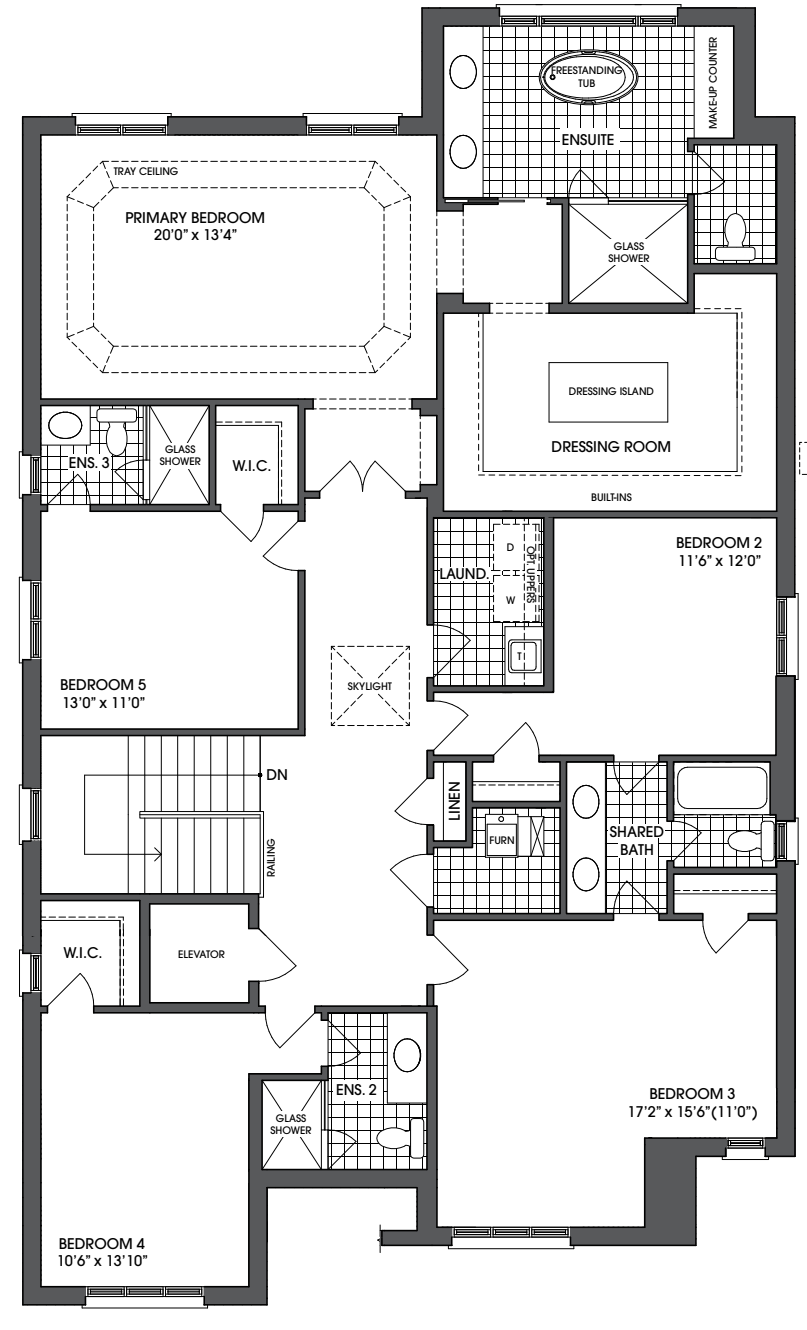 FREESTANDING
TUB
MAKE-UP COUNTER
ENSUITE
TRAY CEILING
PRIMARY BEDROOM
20'0" x 13'4"
GLASS
SHOWER
DRESSING ISLAND
DRESSING ROOM
BUILT-INS
ENS. 3
GLASS
SHOWER
W.I.C.
BEDROOM 2
11'6" x 12'0"
D
OPT. UPPERS
LAUND.
W
T
BEDROOM 5
13'0" x 11'0"
SKYLIGHT
DN
LINEN
RAILING
FURN
SHARED
BATH
W.I.C.
ELEVATOR
ENS. 2
GLASS
SHOWER
BEDROOM 3
17'2" x 15'6"(11'0")
BEDROOM 4
10'6" x 13'10"